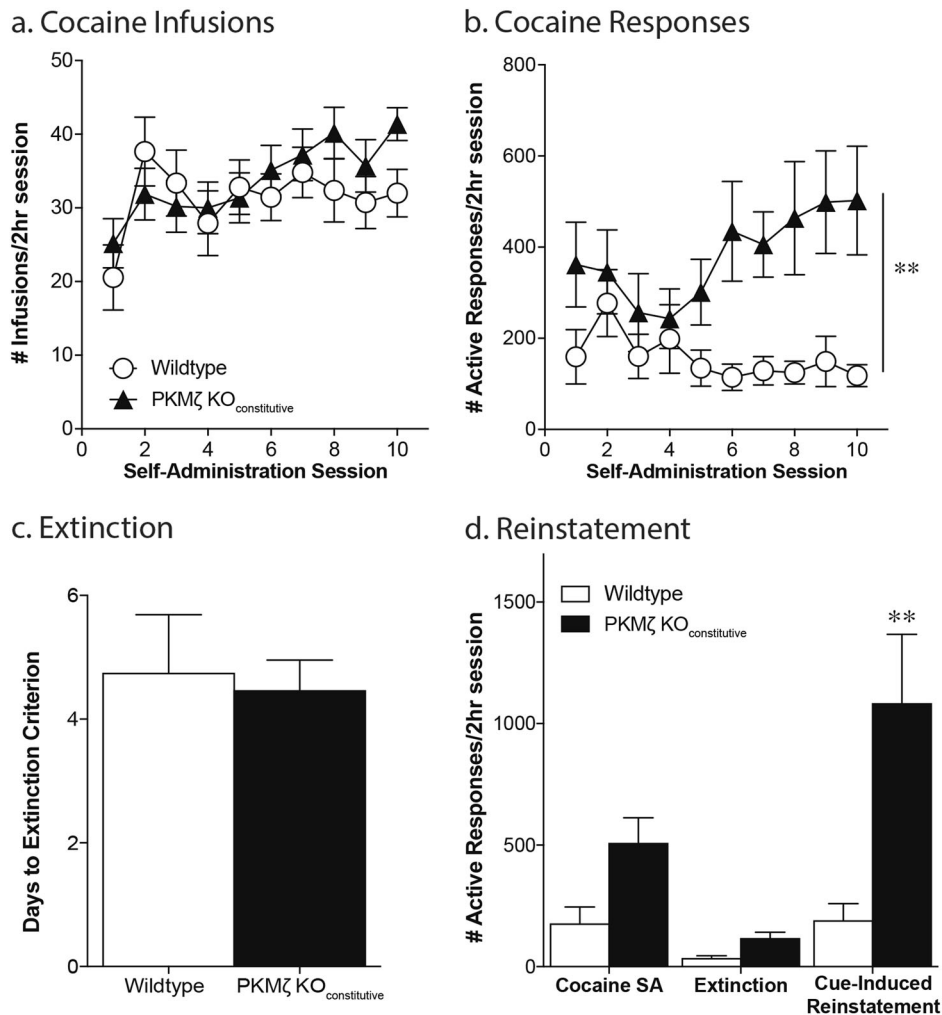 a. Cocaine Infusions
# Infusions/2hr session
50
40
30
20
10
0
Wildtype
PKMζ KOconstitutive
0 2 4 6 8 10
Self-Administration Session
b. Cocaine Responses
# Active Responses/2hr session
800
600
400
200
0
**
0 2 4 6 8 10
Self-Administration Session
c. Extinction
Days to Extinction Criterion
6
4
2
0
Wildtype PKMζ KOconstitutive
d. Reinstatement
# Active Responses/2hr session
1500
1000
500
0
Wildtype
PKMζ KOconstitutive
**
Cocaine SA Extinction Cue-Induced
Reinstatement